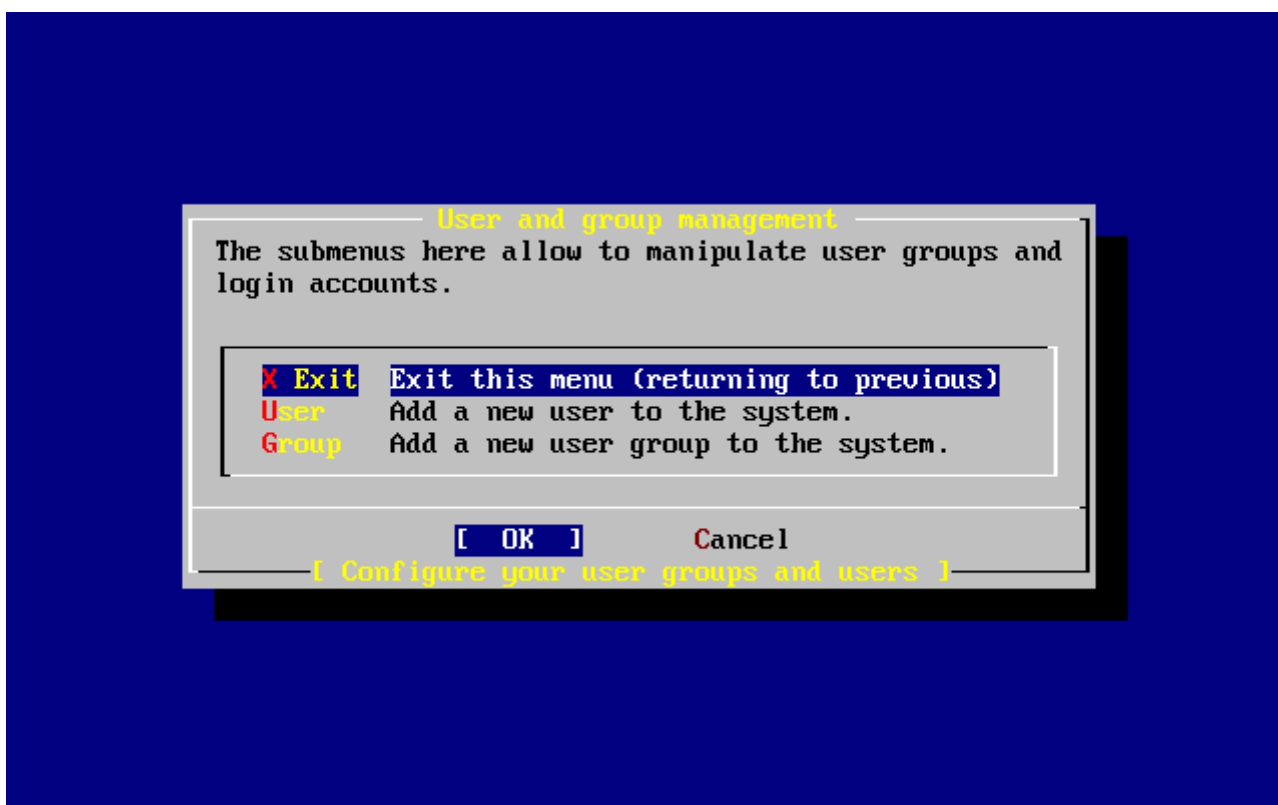 User and group management
The submenus here allow to manipulate user groups and
login accounts.
X Exit Exit this menu (returning to previous)
User Add a new user to the system.
Group Add a new user group to the system.
[ OK ] Cancel
[ Configure your user groups and users ]